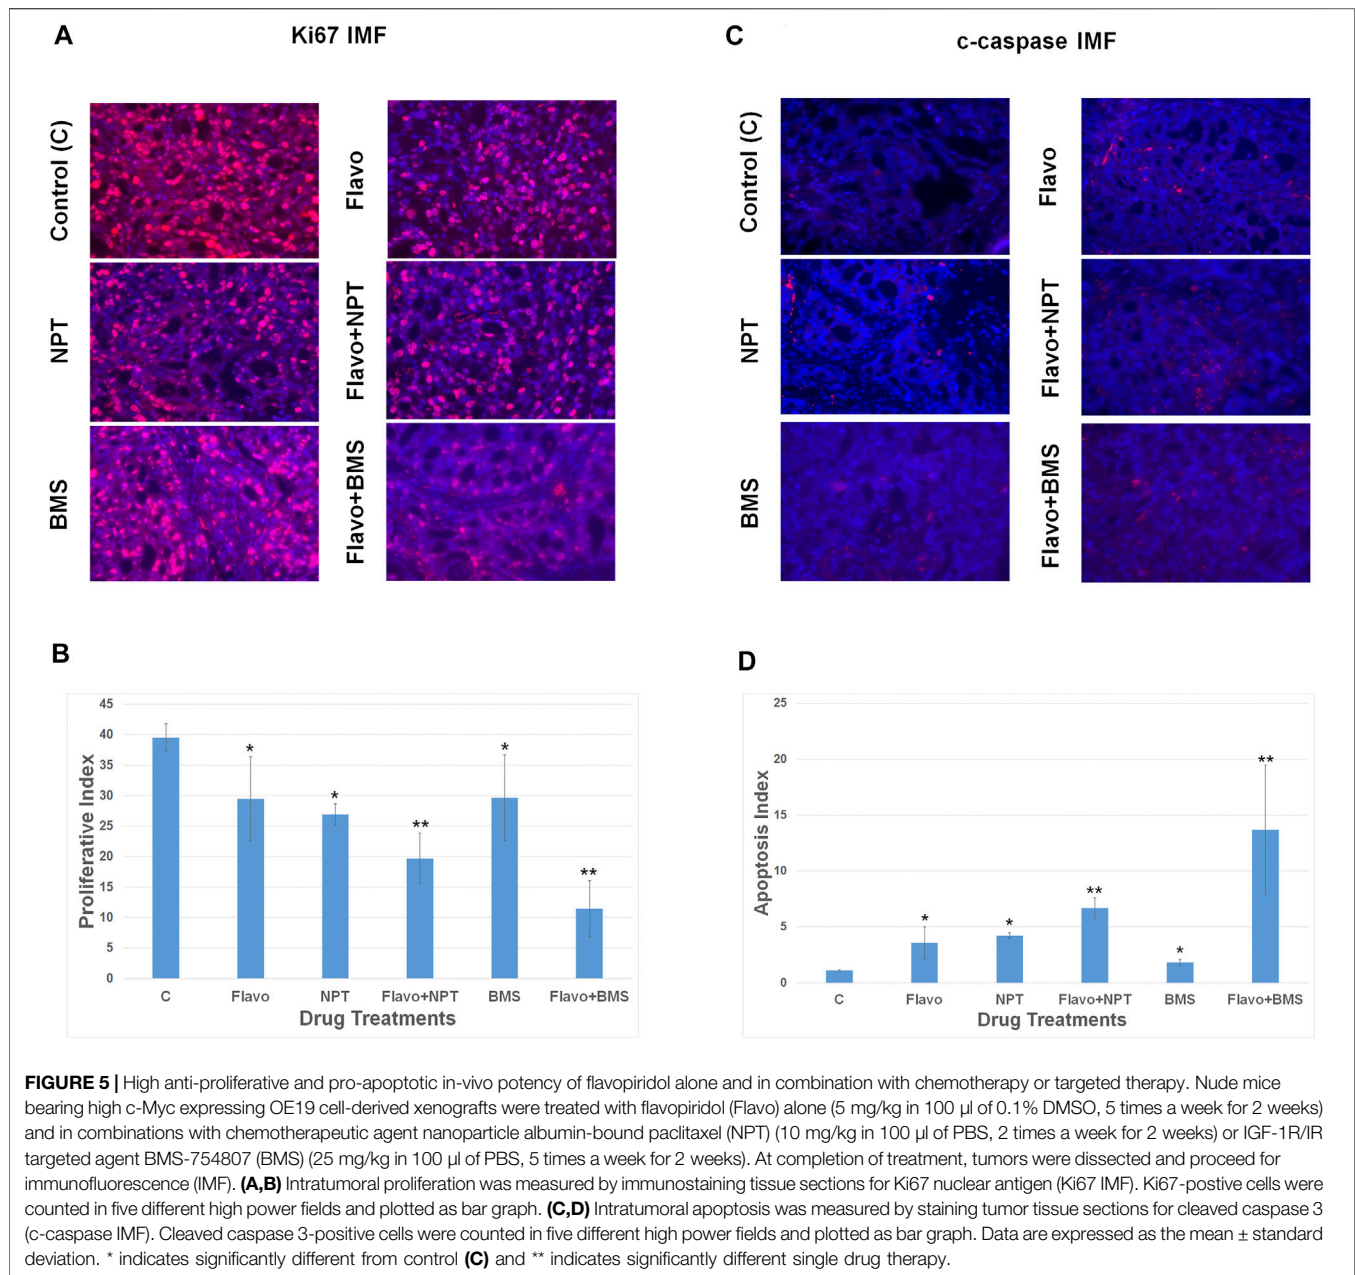 A
Ki67 IMF
Control (C)
Flavo
NPT
Flavo+NPT
BMS
Flavo+BMS
C
c-caspase IMF
Control (C)
Flavo
NPT
Flavo+NPT
BMS
Flavo+BMS
B
Proliferative Index
45
40
35
30
25
20
15
10
5
0
*
*
**
*
**
C Flavo NPT Flavo+NPT BMS Flavo+BMS
Drug Treatments
D
Apoptosis Index
25
20
15
10
5
0
*
*
**
*
**
C Flavo NPT Flavo+NPT BMS Flavo+BMS
Drug Treatments
FIGURE 5 | High anti-proliferative and pro-apoptotic in-vivo potency of flavopiridol alone and in combination with chemotherapy or targeted therapy. Nude mice
bearing high c-Myc expressing OE19 cell-derived xenografts were treated with flavopiridol (Flavo) alone (5 mg/kg in 100 µl of 0.1% DMSO, 5 times a week for 2 weeks)
and in combinations with chemotherapeutic agent nanoparticle albumin-bound paclitaxel (NPT) (10 mg/kg in 100 µl of PBS, 2 times a week for 2 weeks) or IGF-1R/IR
targeted agent BMS-754807 (BMS) (25 mg/kg in 100 µl of PBS, 5 times a week for 2 weeks). At completion of treatment, tumors were dissected and proceed for
immunofluorescence (IMF). (A,B) Intratumoral proliferation was measured by immunostaining tissue sections for Ki67 nuclear antigen (Ki67 IMF). Ki67-postive cells were
counted in five different high power fields and plotted as bar graph. (C,D) Intratumoral apoptosis was measured by staining tumor tissue sections for cleaved caspase 3
(c-caspase IMF). Cleaved caspase 3-positive cells were counted in five different high power fields and plotted as bar graph. Data are expressed as the mean ± standard
deviation. * indicates significantly different from control (C) and ** indicates significantly different single drug therapy.